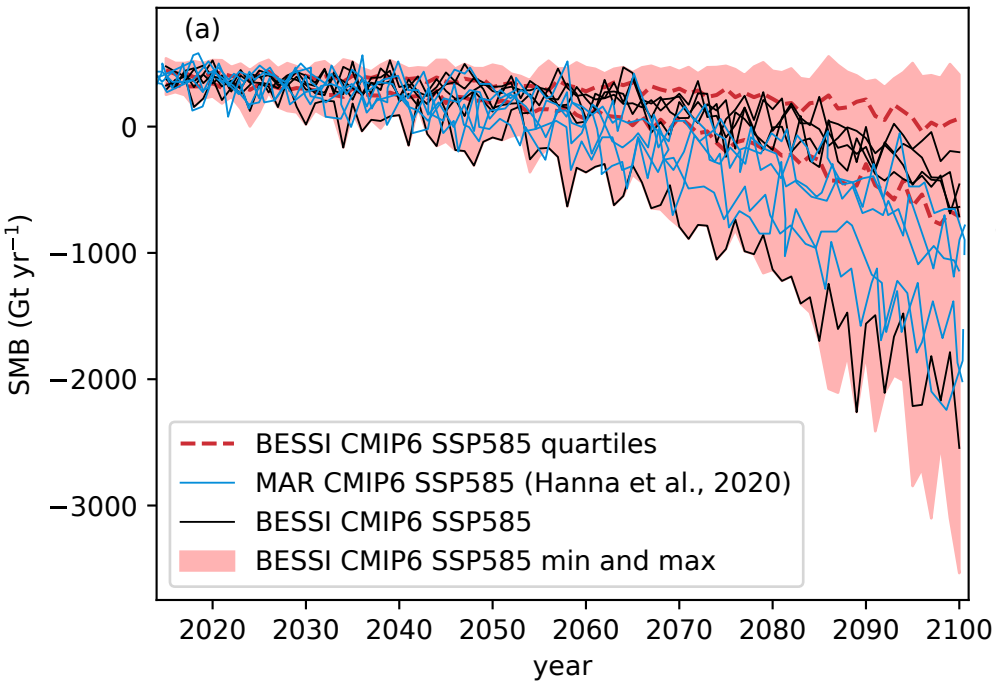 (a)
0
−1000
−2000
−3000
SMB (Gt yr⁻¹)
BESSI CMIP6 SSP585 quartiles
MAR CMIP6 SSP585 (Hanna et al., 2020)
BESSI CMIP6 SSP585
BESSI CMIP6 SSP585 min and max
2020 2030 2040 2050 2060 2070 2080 2090 2100
year